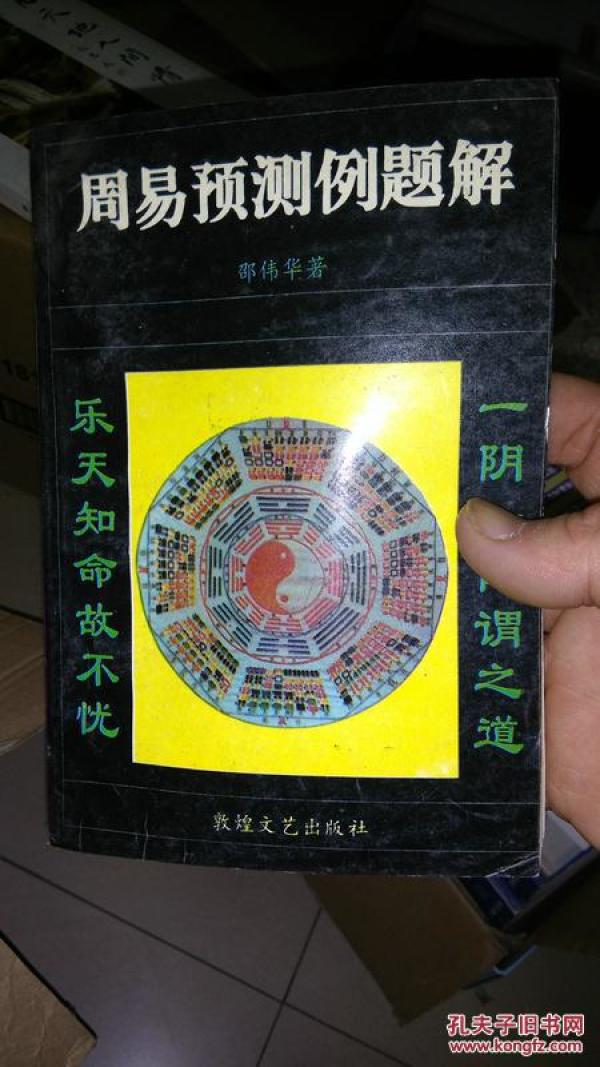 周易预测例题解
邵伟华著
乐天知命故不忧
一阴
谓之道
敦煌文艺出版社
孔夫子旧书网
www.kongfz.com